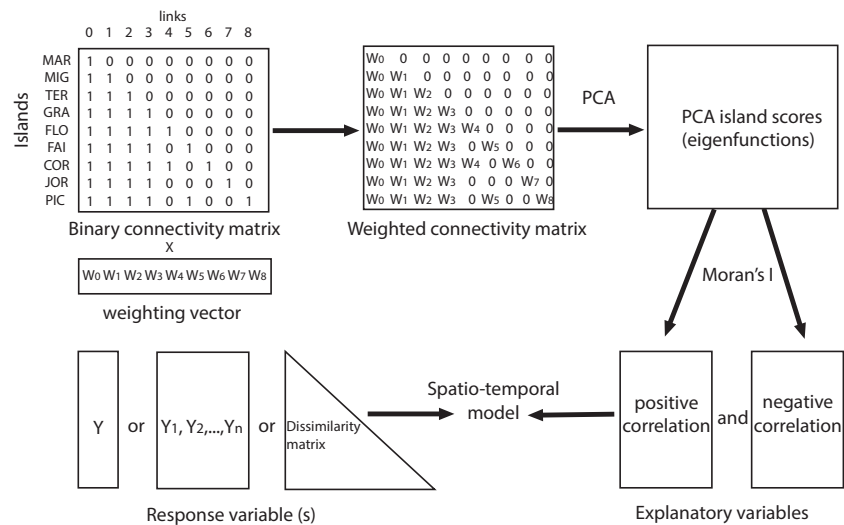 links
0 1 2 3 4 5 6 7 8
Islands
MAR 1 0 0 0 0 0 0 0 0
MIG 1 1 0 0 0 0 0 0 0
TER 1 1 1 0 0 0 0 0 0
GRA 1 1 1 1 0 0 0 0 0
FLO 1 1 1 1 1 0 0 0 0
FAI 1 1 1 1 0 1 0 0 0
COR 1 1 1 1 1 0 1 0 0
JOR 1 1 1 1 0 0 0 1 0
PIC 1 1 1 1 0 1 0 0 1
Binary connectivity matrix
x
W0 W1 W2 W3 W4 W5 W6 W7 W8
weighting vector
W0 0 0 0 0 0 0 0 0
W0 W1 0 0 0 0 0 0 0
W0 W1 W2 0 0 0 0 0 0
W0 W1 W2 W3 0 0 0 0 0
W0 W1 W2 W3 W4 0 0 0 0
W0 W1 W2 W3 0 W5 0 0 0
W0 W1 W2 W3 W4 0 W6 0 0
W0 W1 W2 W3 0 0 0 W7 0
W0 W1 W2 W3 0 W5 0 0 W8
Weighted connectivity matrix
PCA
PCA island scores
(eigenfunctions)
Moran's I
positive
correlation
and
negative
correlation
Explanatory variables
Spatio-temporal
model
Y
or
Y1, Y2,...,Yn
or
Dissimilarity
matrix
Response variable (s)